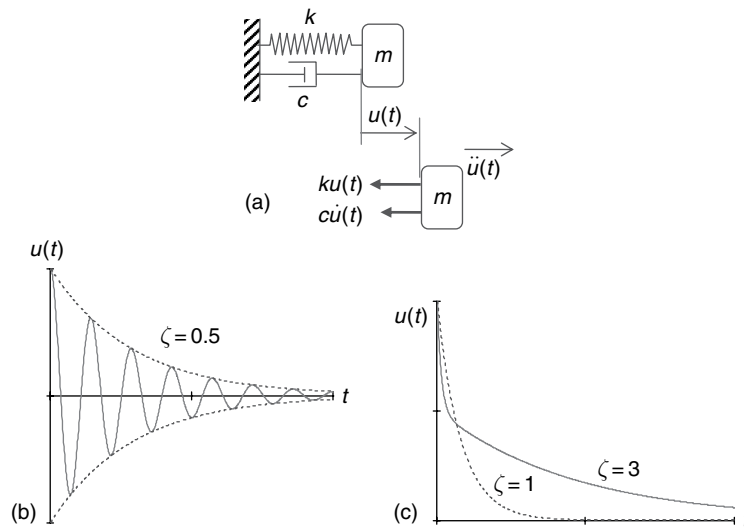 k
m
c
u(t)
ü(t)
ku(t)
m
cu̇(t)
(a)
u(t)
ζ = 0.5
t
(b)
u(t)
ζ = 1
ζ = 3
(c)